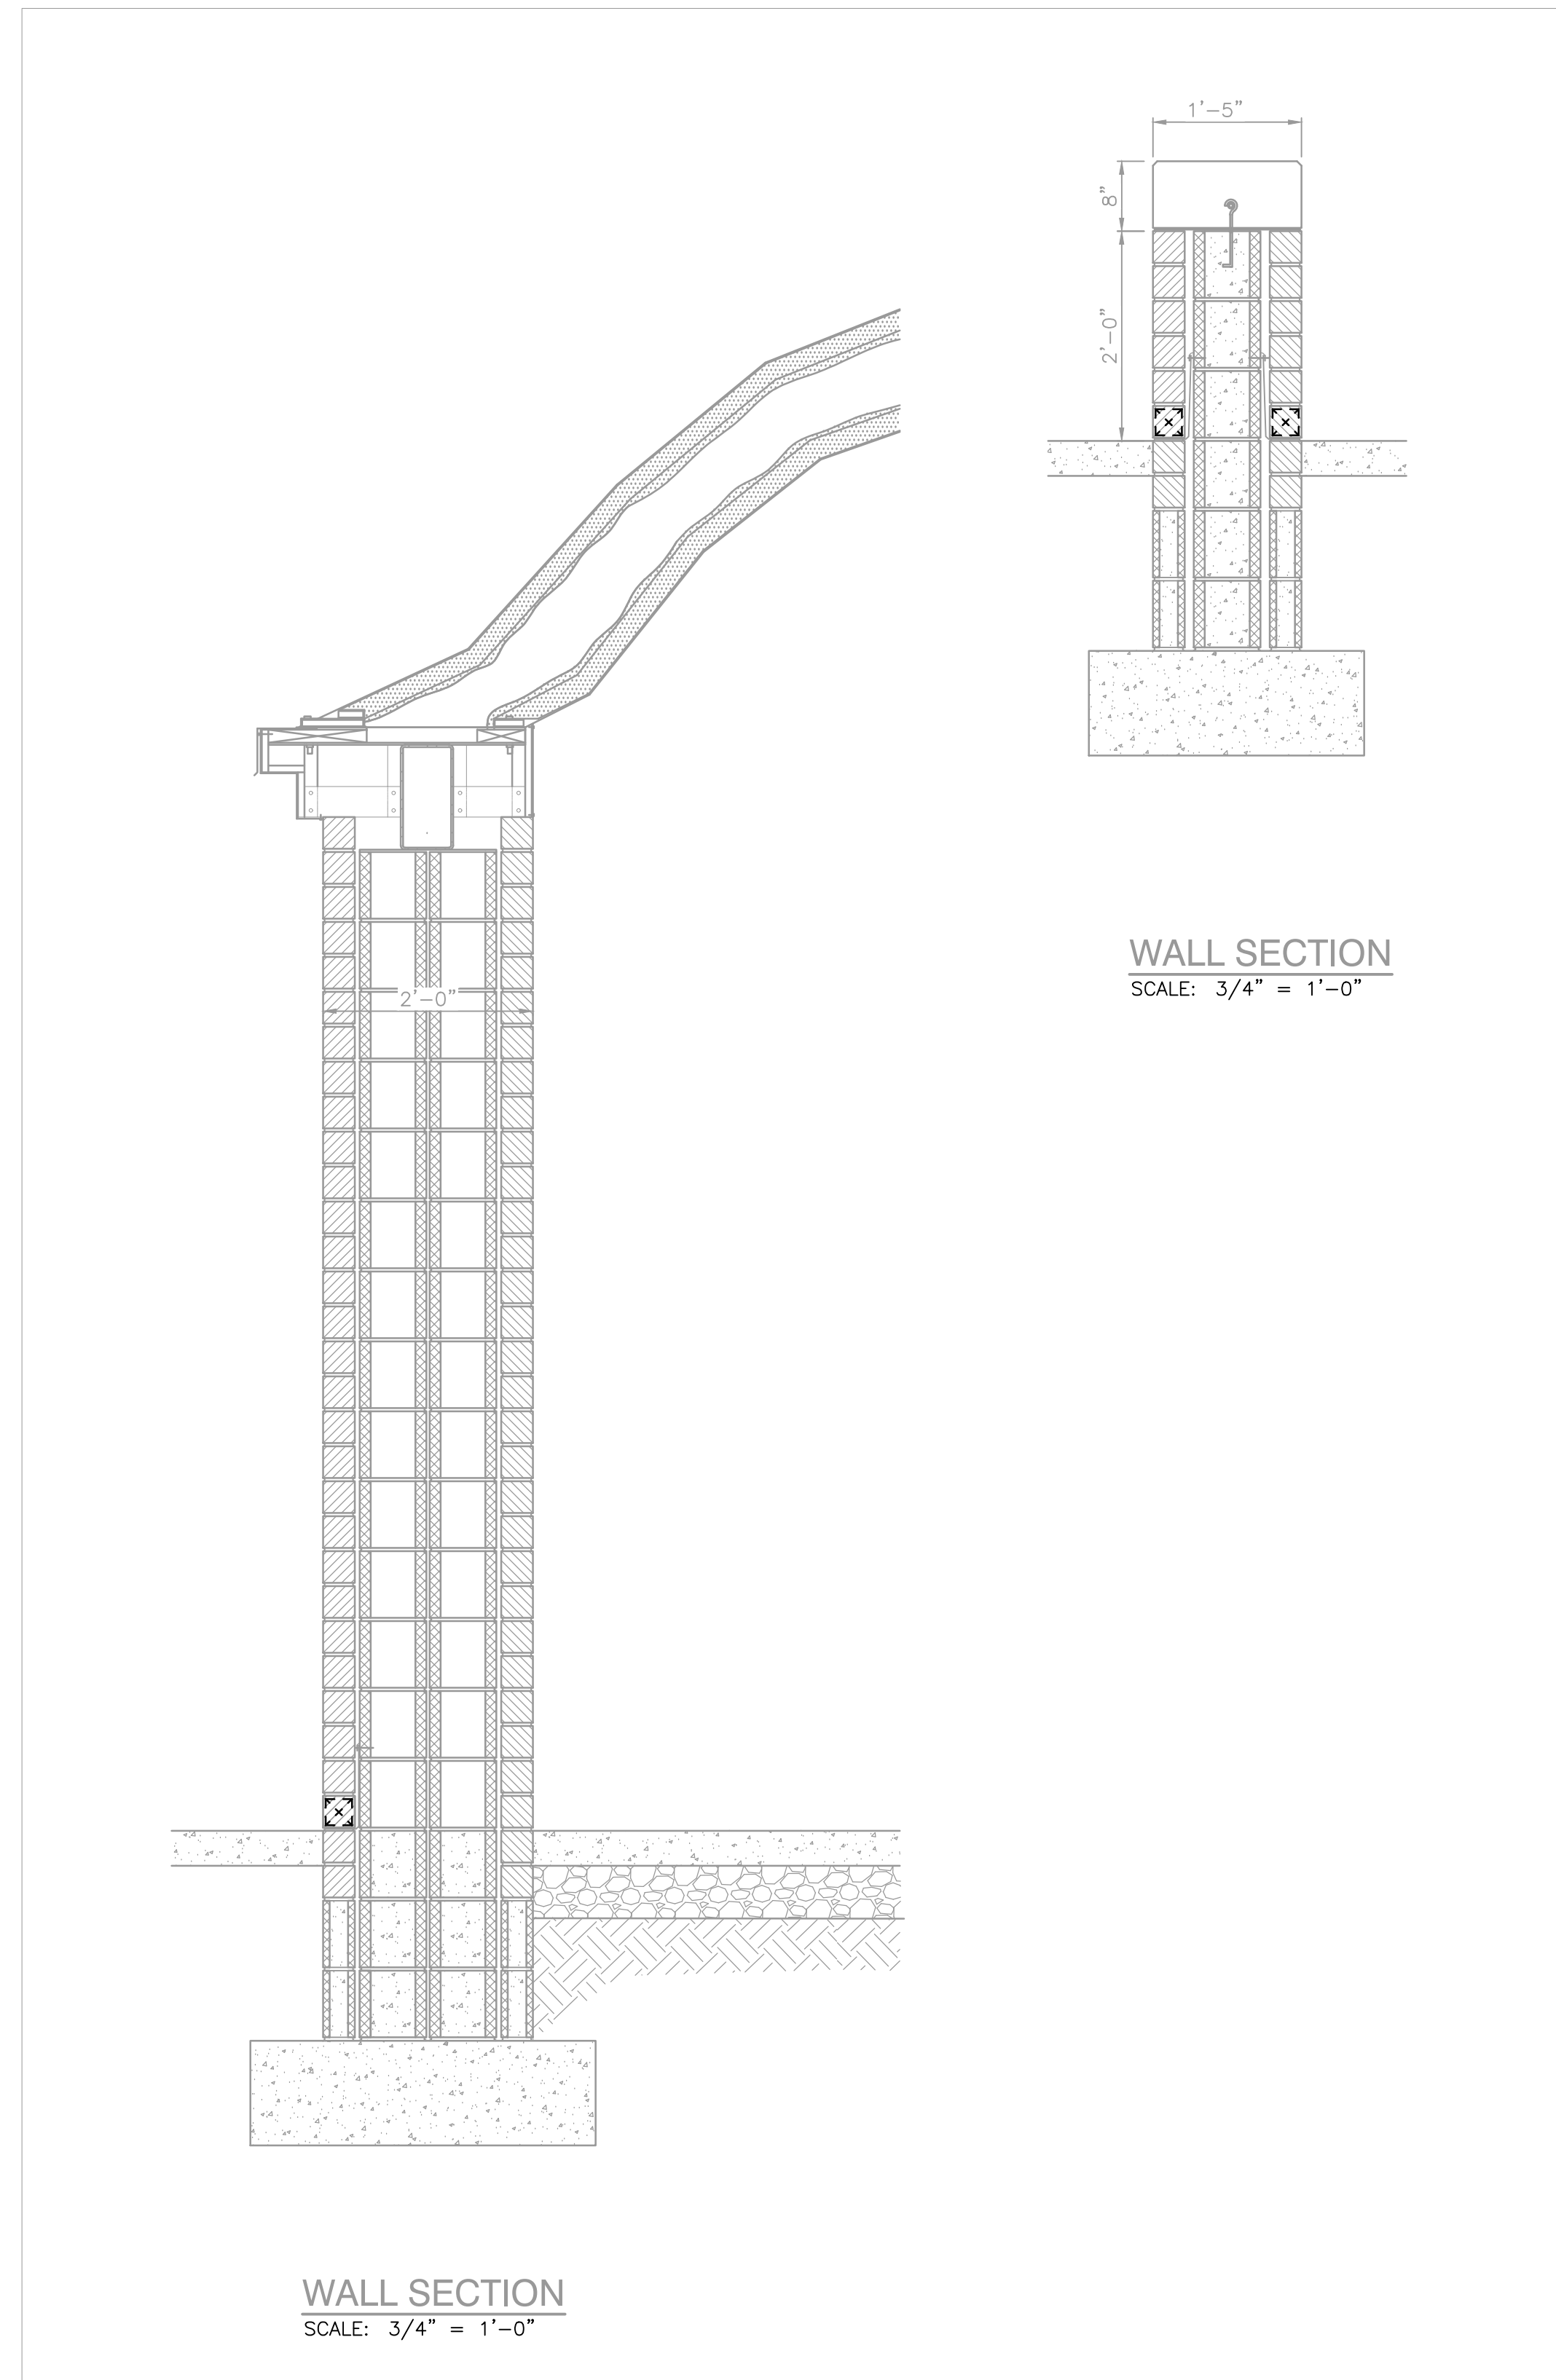 1'-5"
8"
2'-0"
WALL SECTION
SCALE: 3/4" = 1'-0"
2'-0"
WALL SECTION
SCALE: 3/4" = 1'-0"